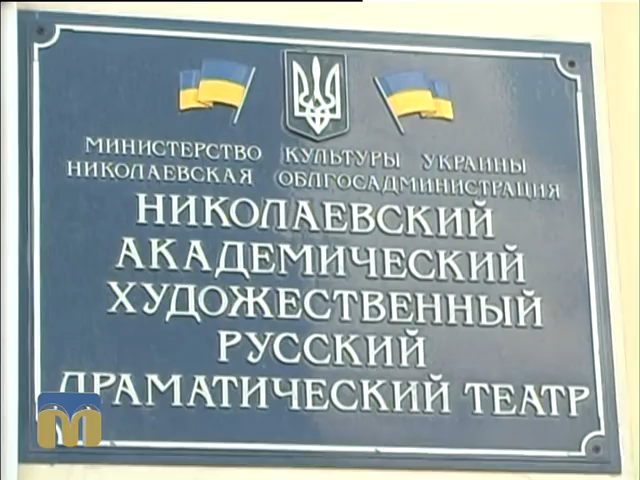 МИНИСТЕРСТВО КУЛЬТУРЫ УКРАИНЫ
НИКОЛАЕВСКАЯ ОБЛГОСАДМИНИСТРАЦИЯ
НИКОЛАЕВСКИЙ
АКАДЕМИЧЕСКИЙ
ХУДОЖЕСТВЕННЫЙ
РУССКИЙ
ДРАМАТИЧЕСКИЙ ТЕАТР
М